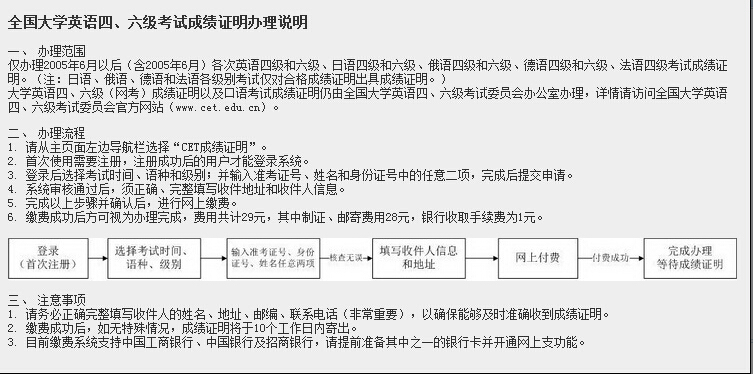 全国大学英语四、六级考试成绩证明办理说明
一、 办理范围
仅办理2005年6月以后（含2005年6月）各次英语四级和六级、日语四级和六级、俄语四级和六级、德语四级和六级、法语四级考试成绩证
明。（注：日语、俄语、德语和法语各级别考试仅对合格成绩证明出具成绩证明。）
大学英语四、六级（网考）成绩证明以及口语考试成绩证明仍由全国大学英语四、六级考试委员会办公室办理，详情请访问全国大学英语
四、六级考试委员会官方网站（www.cet.edu.cn）。
二、 办理流程
1. 请从主页面左边导航栏选择“CET成绩证明”。
2. 首次使用需要注册，注册成功后的用户才能登录系统。
3. 登录后选择考试时间、语种和级别；并输入准考证号、姓名和身份证号中的任意二项，完成后提交申请。
4. 系统审核通过后，须正确、完整填写收件地址和收件人信息。
5. 完成以上步骤并确认后，进行网上缴费。
6. 缴费成功后方可视为办理完成，费用共计29元，其中制证、邮寄费用28元，银行收取手续费为1元。
登录
（首次注册）
选择考试时间、
语种、级别
输入准考证号、身份
证号、姓名任意两项
核查无误
填写收件人信息
和地址
网上付费
付费成功
完成办理
等待成绩证明
三、 注意事项
1. 请务必正确完整填写收件人的姓名、地址、邮编、联系电话（非常重要），以确保能够及时准确收到成绩证明。
2. 缴费成功后，如无特殊情况，成绩证明将于10个工作日内寄出。
3. 目前缴费系统支持中国工商银行、中国银行及招商银行，请提前准备其中之一的银行卡并开通网上支功能。